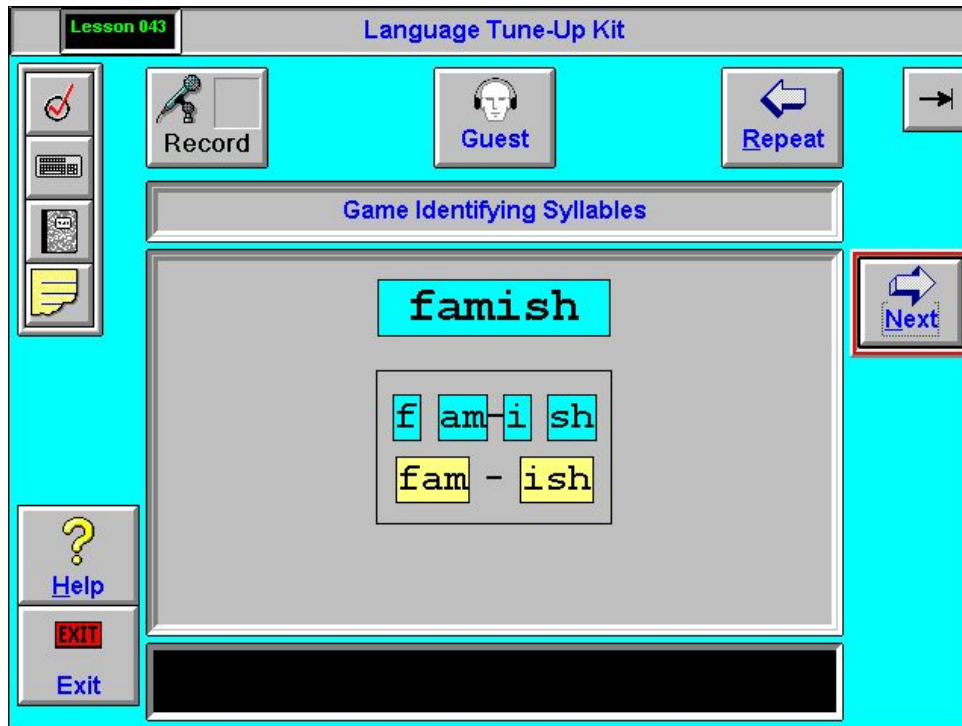 Lesson 043
Language Tune-Up Kit
Record
Guest
Repeat
Game Identifying Syllables
famish
Next
f am-i sh
fam - ish
Help
EXIT
Exit